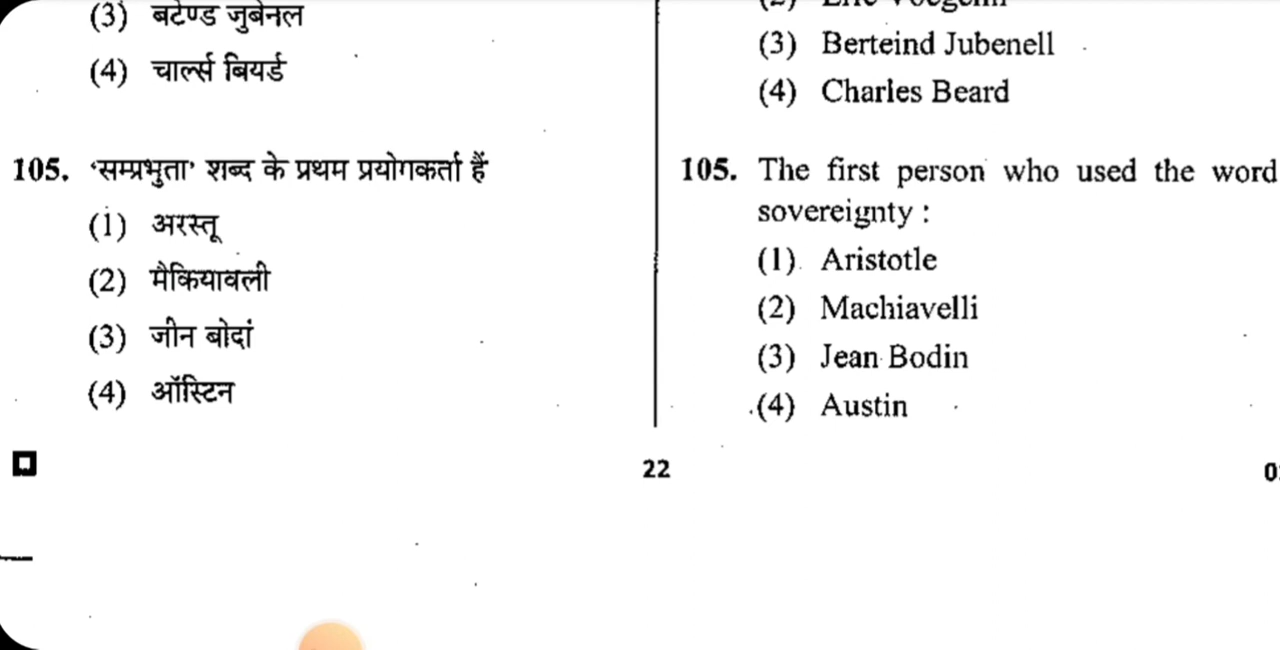 (3) बटेण्ड जुबेनल
(4) चार्ल्स बियर्ड
105. ‘सम्प्रभुता’ शब्द के प्रथम प्रयोगकर्ता हैं
(1) अरस्तू
(2) मैकियावली
(3) जीन बोदां
(4) ऑस्टिन
(3) Berteind Jubenell
(4) Charles Beard
105. The first person who used the word
sovereignty :
(1) Aristotle
(2) Machiavelli
(3) Jean Bodin
(4) Austin
22